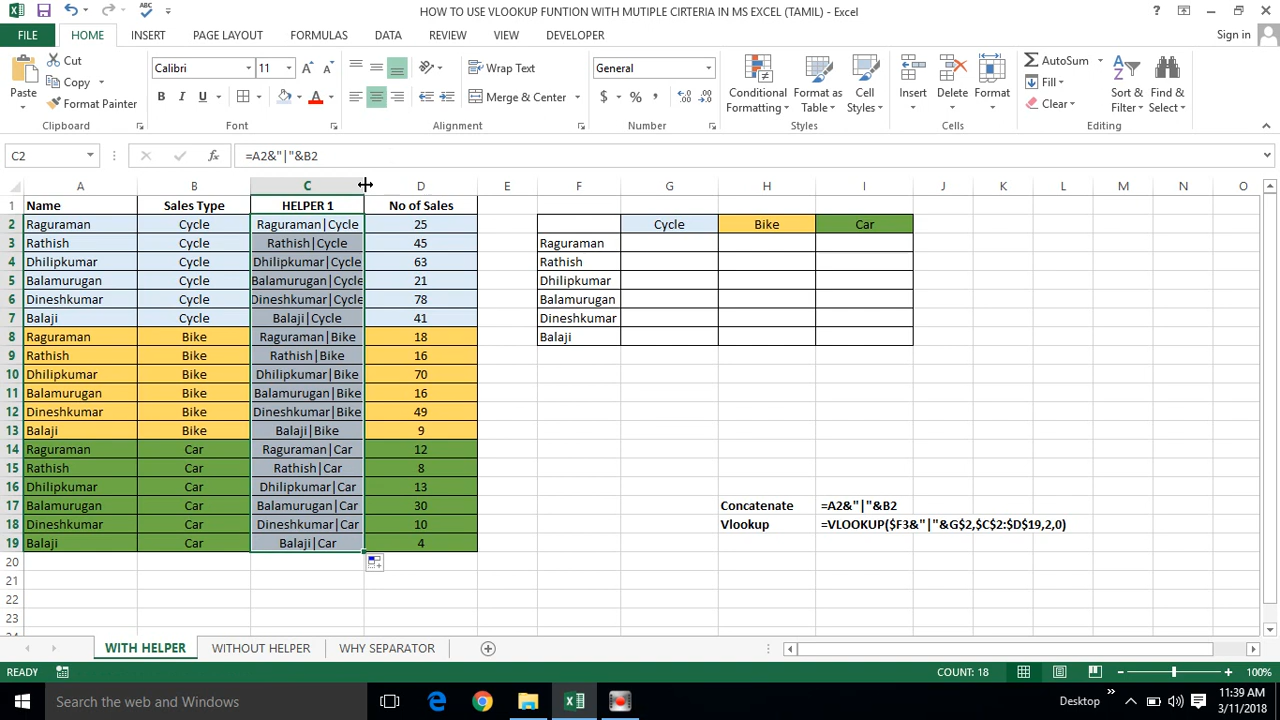 HOW TO USE VLOOKUP FUNTION WITH MUTIPLE CIRTERIA IN MS EXCEL (TAMIL) - Excel
FILE HOME INSERT PAGE LAYOUT FORMULAS DATA REVIEW VIEW DEVELOPER Sign in
Cut
Copy
Format Painter
Paste
Calibri 11
B I U
Wrap Text
Merge & Center
General
$ % ,
Conditional Formatting
Format as Table
Cell Styles
Insert Delete Format
AutoSum
Fill
Clear
Sort & Filter
Find & Select
Clipboard Font Alignment Number Styles Cells Editing
C2 fx =A2&"|"&B2
A B C D E F G H I J K L M N O
1 Name Sales Type HELPER 1 No of Sales
2 Raguraman Cycle Raguraman|Cycle 25 Cycle Bike Car
3 Rathish Cycle Rathish|Cycle 45 Raguraman
4 Dhilipkumar Cycle Dhilipkumar|Cycle 63 Rathish
5 Balamurugan Cycle Balamurugan|Cycle 21 Dhilipkumar
6 Dineshkumar Cycle Dineshkumar|Cycle 78 Balamurugan
7 Balaji Cycle Balaji|Cycle 41 Dineshkumar
8 Raguraman Bike Raguraman|Bike 18 Balaji
9 Rathish Bike Rathish|Bike 16
10 Dhilipkumar Bike Dhilipkumar|Bike 70
11 Balamurugan Bike Balamurugan|Bike 16
12 Dineshkumar Bike Dineshkumar|Bike 49
13 Balaji Bike Balaji|Bike 9
14 Raguraman Car Raguraman|Car 12
15 Rathish Car Rathish|Car 8
16 Dhilipkumar Car Dhilipkumar|Car 13
17 Balamurugan Car Balamurugan|Car 30 Concatenate =A2&"|"&B2
18 Dineshkumar Car Dineshkumar|Car 10 Vlookup =VLOOKUP($F3&"|"&G$2,$C$2:$D$19,2,0)
19 Balaji Car Balaji|Car 4
20
21
22
23
WITH HELPER WITHOUT HELPER WHY SEPARATOR
READY COUNT: 18 100%
Search the web and Windows Desktop 11:39 AM
3/11/2018